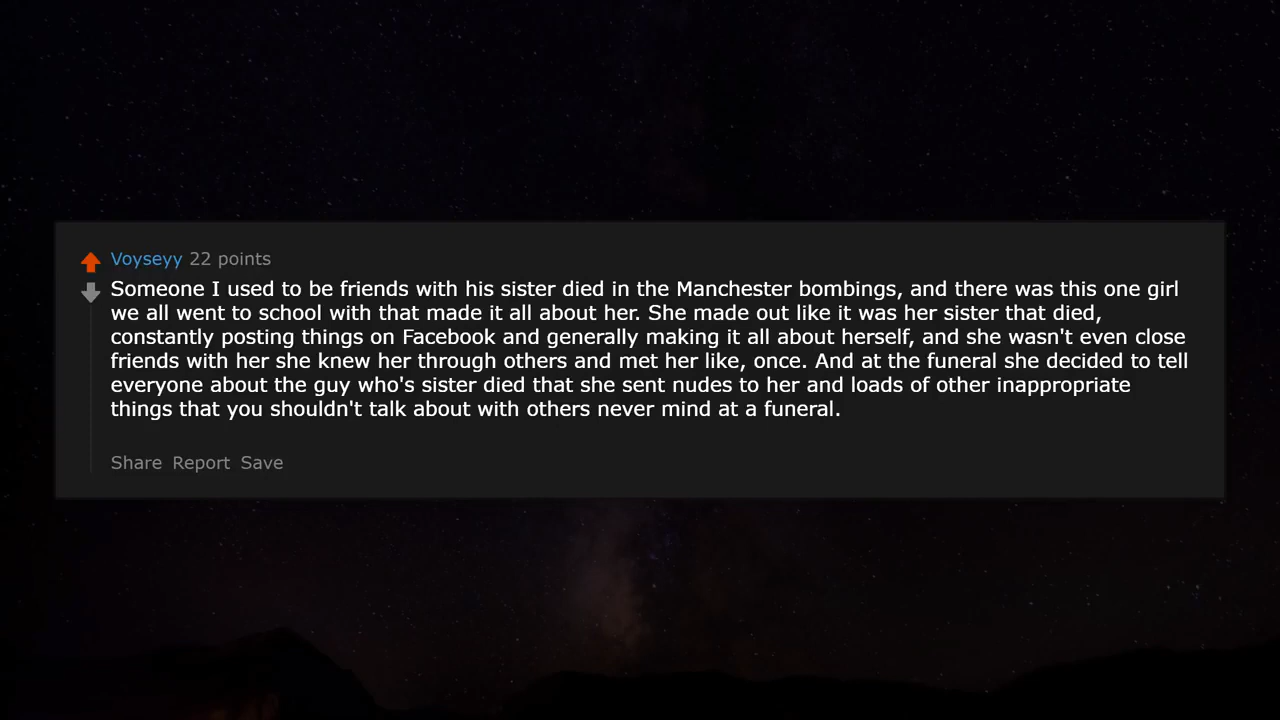 Voyseyy 22 points
Someone I used to be friends with his sister died in the Manchester bombings, and there was this one girl
we all went to school with that made it all about her. She made out like it was her sister that died,
constantly posting things on Facebook and generally making it all about herself, and she wasn't even close
friends with her she knew her through others and met her like, once. And at the funeral she decided to tell
everyone about the guy who's sister died that she sent nudes to her and loads of other inappropriate
things that you shouldn't talk about with others never mind at a funeral.
Share Report Save